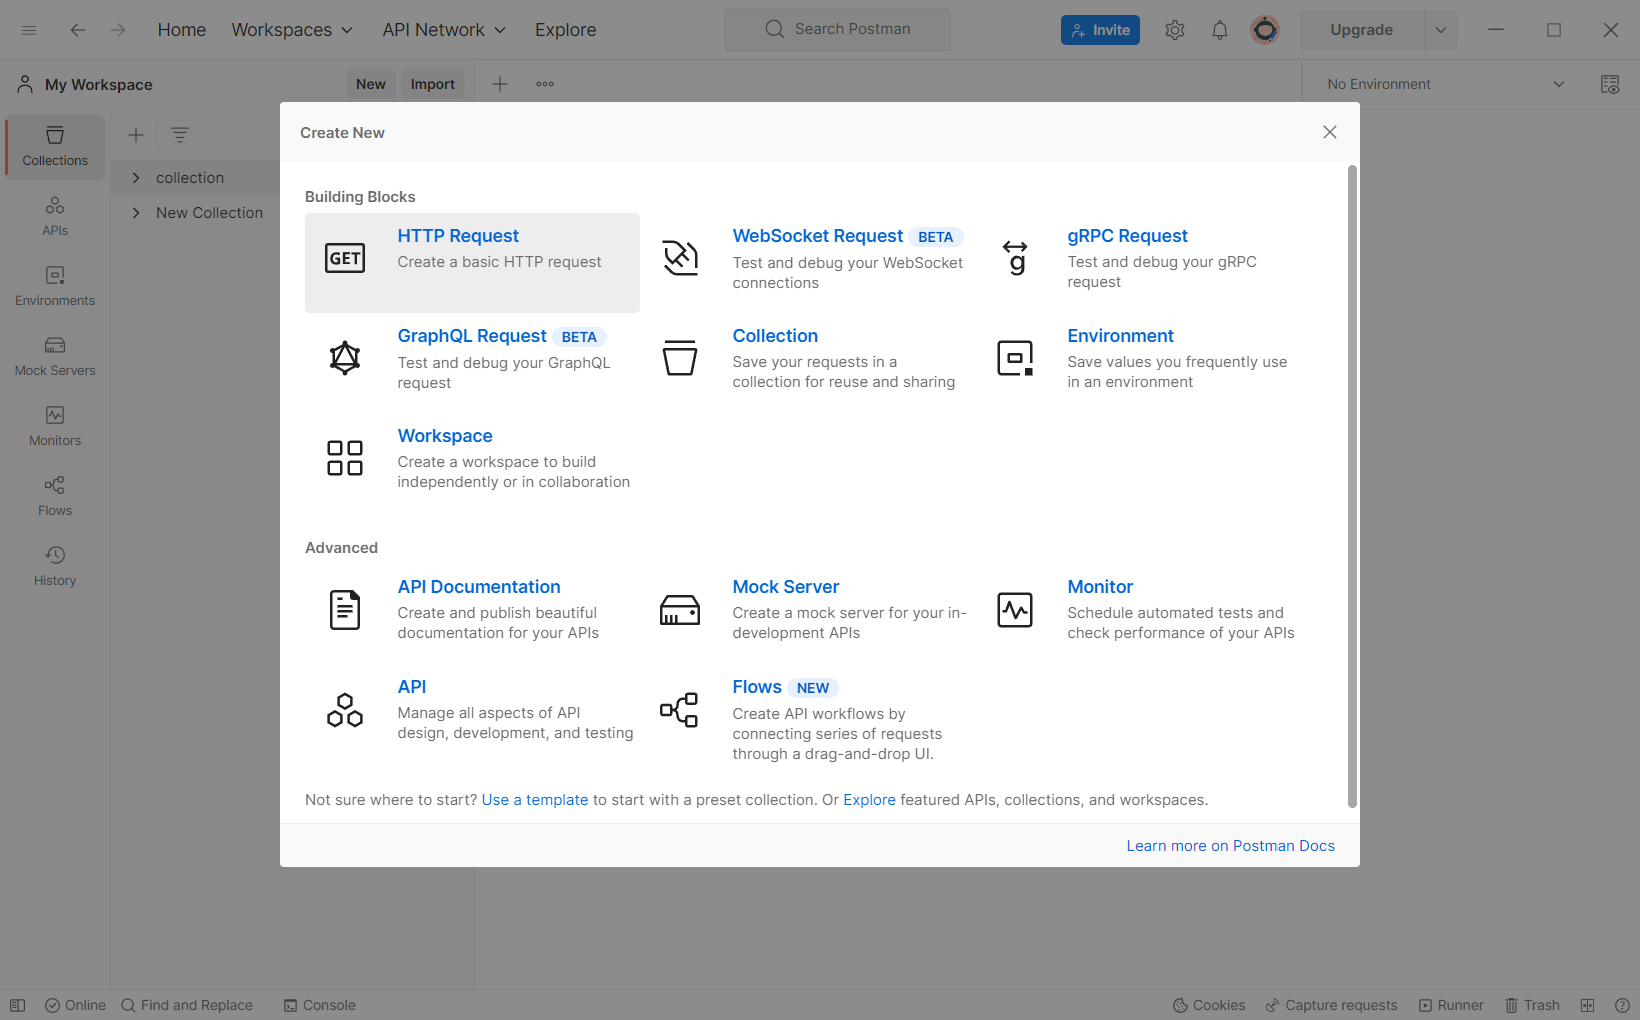 Home Workspaces API Network Explore Search Postman Invite Upgrade
My Workspace New Import No Environment
Collections
APIs
Environments
Mock Servers
Monitors
Flows
History
collection
New Collection
Create New
Building Blocks
GET
HTTP Request
Create a basic HTTP request
WebSocket Request BETA
Test and debug your WebSocket
connections
g
gRPC Request
Test and debug your gRPC
request
GraphQL Request BETA
Test and debug your GraphQL
request
Collection
Save your requests in a
collection for reuse and sharing
Environment
Save values you frequently use
in an environment
Workspace
Create a workspace to build
independently or in collaboration
Advanced
API Documentation
Create and publish beautiful
documentation for your APIs
Mock Server
Create a mock server for your in-
development APIs
Monitor
Schedule automated tests and
check performance of your APIs
API
Manage all aspects of API
design, development, and testing
Flows NEW
Create API workflows by
connecting series of requests
through a drag-and-drop UI.
Not sure where to start? Use a template to start with a preset collection. Or Explore featured APIs, collections, and workspaces.
Learn more on Postman Docs
Online Find and Replace Console Cookies Capture requests Runner Trash